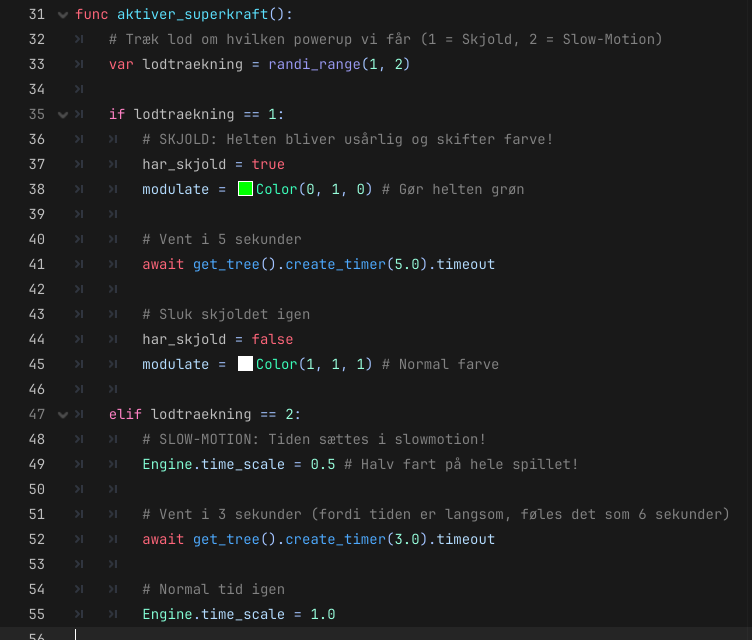 31 func aktiver_superkraft():
32 # Træk lod om hvilken powerup vi får (1 = Skjold, 2 = Slow-Motion)
33 var lodtraekning = randi_range(1, 2)
34
35 if lodtraekning == 1:
36 # SKJOLD: Helten bliver usårlig og skifter farve!
37 har_skjold = true
38 modulate = Color(0, 1, 0) # Gør helten grøn
39
40 # Vent i 5 sekunder
41 await get_tree().create_timer(5.0).timeout
42
43 # Sluk skjoldet igen
44 har_skjold = false
45 modulate = Color(1, 1, 1) # Normal farve
46
47 elif lodtraekning == 2:
48 # SLOW-MOTION: Tiden sættes i slowmotion!
49 Engine.time_scale = 0.5 # Halv fart på hele spillet!
50
51 # Vent i 3 sekunder (fordi tiden er langsom, føles det som 6 sekunder)
52 await get_tree().create_timer(3.0).timeout
53
54 # Normal tid igen
55 Engine.time_scale = 1.0
56